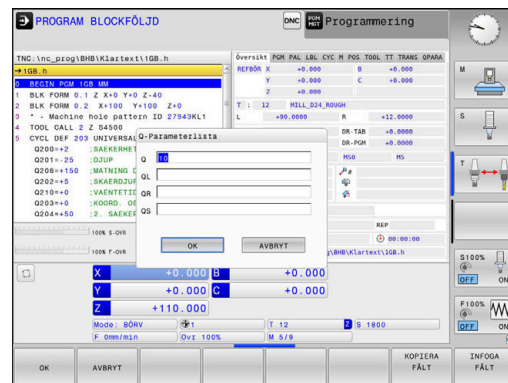 PROGRAM BLOCKFÖLJD
DNC
PGM MGT
Programmering
TNC:\nc_prog\BHB\Klartext\1GB.h
→1GB.h
0 BEGIN PGM 1GB MM
1 BLK FORM 0.1 Z X+0 Y+0 Z-40
2 BLK FORM 0.2 X+100 Y+100 Z+0
3 * - Machine hole pattern ID 27943KL1
4 TOOL CALL 2 Z S4500
5 CYCL DEF 203 UNIVERSAL
Q200=+2 ;SAEKERHET
Q201=-25 ;DJUP
Q206=+150 ;MATNING D
Q202=+5 ;SKAERDJUP
Q210=+0 ;VAENTETID
Q203=+0 ;KOORD. OE
Q204=+50 ;2. SAEKER
100% S-OVR
100% F-OVR
Översikt PGM PAL LBL CYC M POS TOOL TT TRANS QPARA
REFBÖR X +0.000 B +0.000
Y +0.000 C +0.000
Z +0.000
T : 12 MILL_D24_ROUGH
L +90.0000 R +12.0000
DR-TAB +0.0000
DR-PGM +0.0000
M50 M5
REP
00:00:00
g\BHB\Klartext\1GB.h
Q-Parameterlista
Q 10
QL
QR
QS
OK
AVBRYT
X +0.000 B +0.000
Y +0.000 C +0.000
Z +110.000
Mode: BÖRV 1 T 12 Z S 1800
F 0mm/min Ovr 100% M 5/9
M
S
T
S100%
OFF ON
F100%
OFF ON
OK
AVBRYT
KOPIERA FÄLT
INFOGA FÄLT